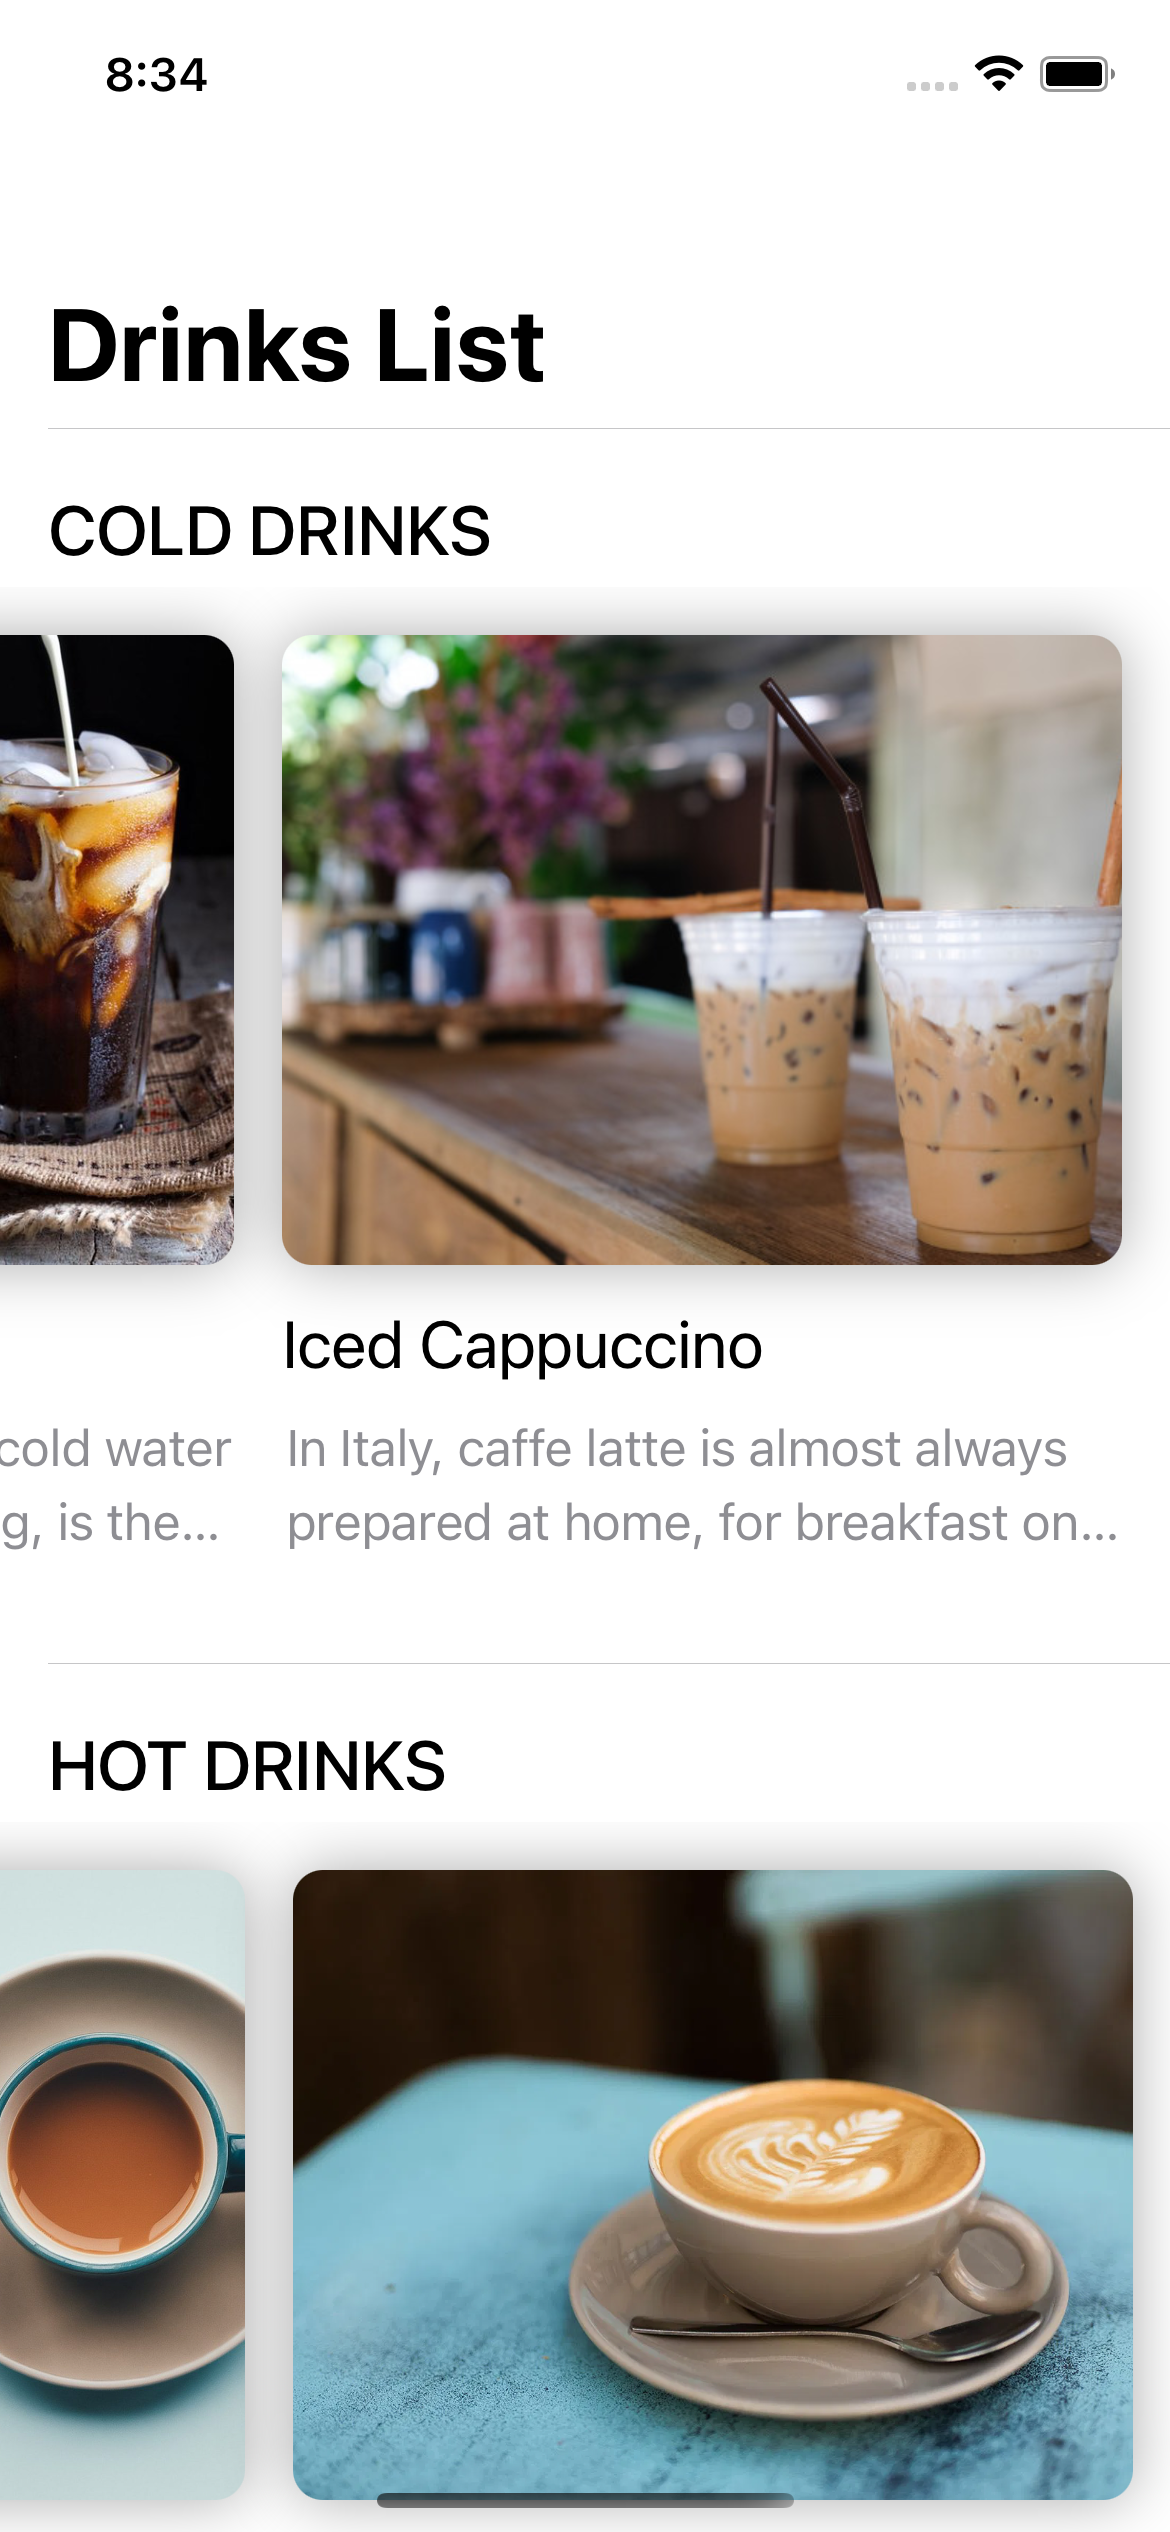 8:34
Drinks List
COLD DRINKS
Iced Cappuccino
cold water
g, is the...
In Italy, caffe latte is almost always
prepared at home, for breakfast on...
HOT DRINKS